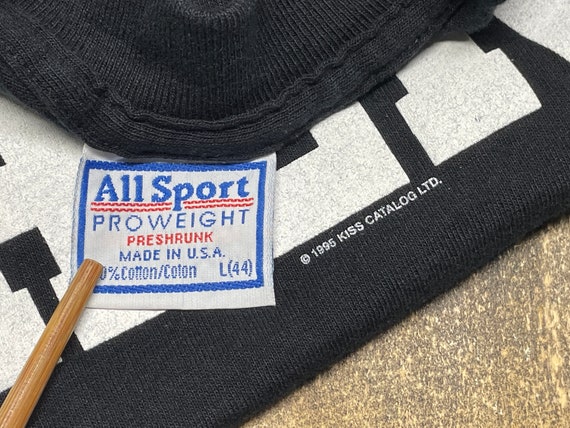 All Sport
PROWEIGHT
PRESHRUNK
MADE IN U.S.A.
0%Cotton/Coton L(44)
© 1995 KISS CATALOG LTD.